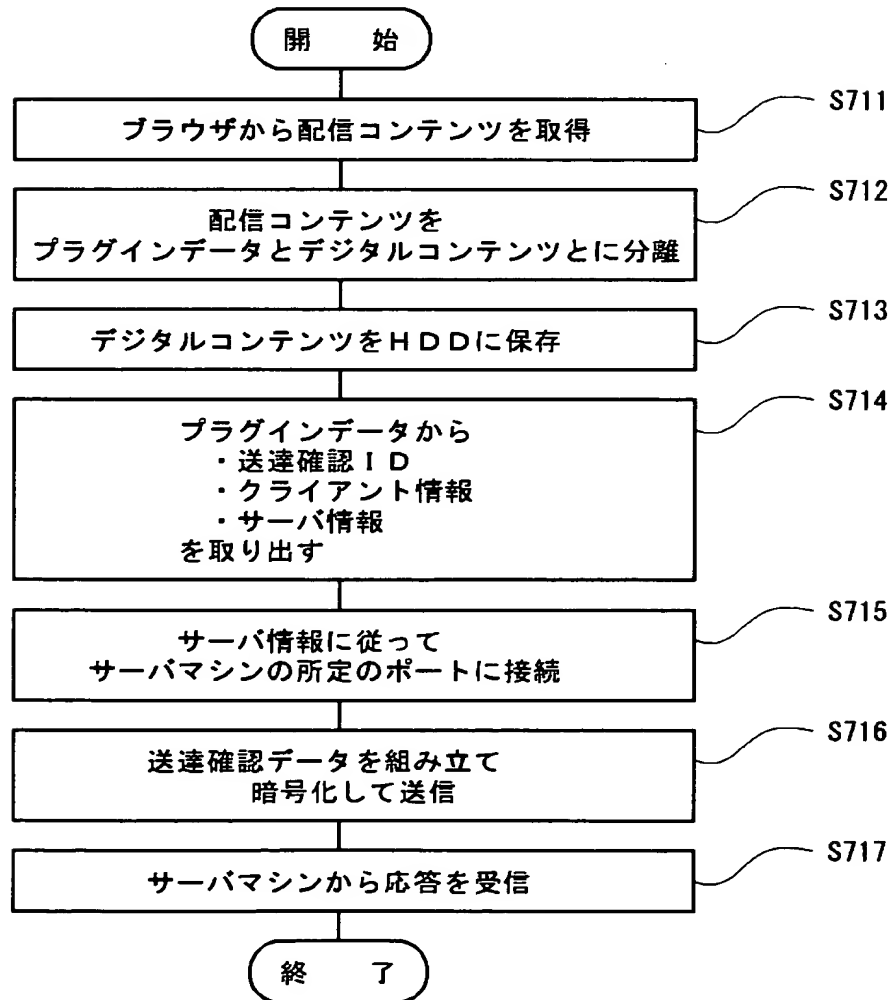 開 始
ブラウザから配信コンテンツを取得
S711
配信コンテンツを
プラグインデータとデジタルコンテンツとに分離
S712
デジタルコンテンツをHDDに保存
S713
プラグインデータから
・送達確認ID
・クライアント情報
・サーバ情報
を取り出す
S714
サーバ情報に従って
サーバマシンの所定のポートに接続
S715
送達確認データを組み立て
暗号化して送信
S716
サーバマシンから応答を受信
S717
終 了